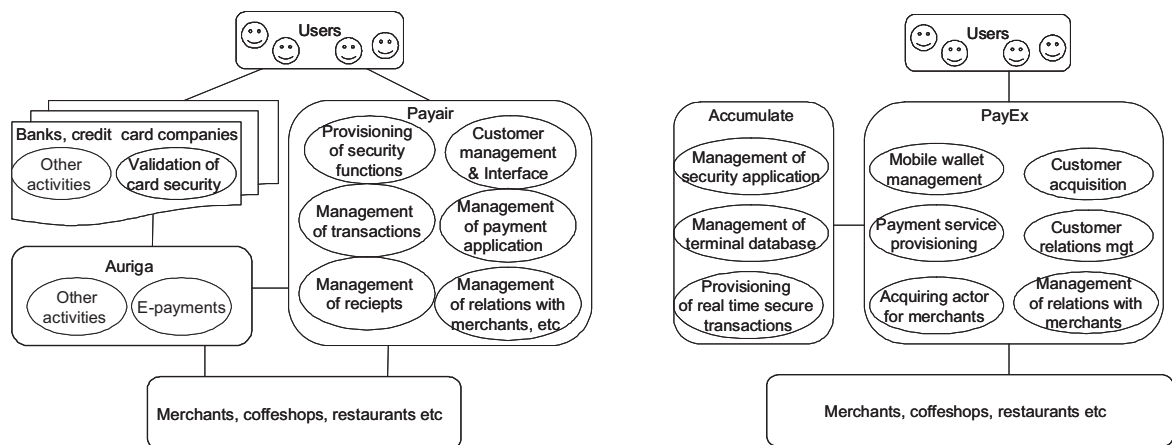 Users
Banks, credit card companies
Other
activities
Validation of
card security
Auriga
Other
activities
E-payments
Payair
Provisioning
of security
functions
Customer
management
& Interface
Management
of transactions
Management
of payment
application
Management
of reciepts
Management
of relations with
merchants, etc
Merchants, coffeshops, restaurants etc
Users
Accumulate
Management of
security application
Management of
terminal database
Provisioning
of real time secure
transactions
PayEx
Mobile wallet
management
Customer
acquisition
Payment service
provisioning
Customer
relations mgt
Acquiring actor
for merchants
Management of
relations with
merchants
Merchants, coffeshops, restaurants etc